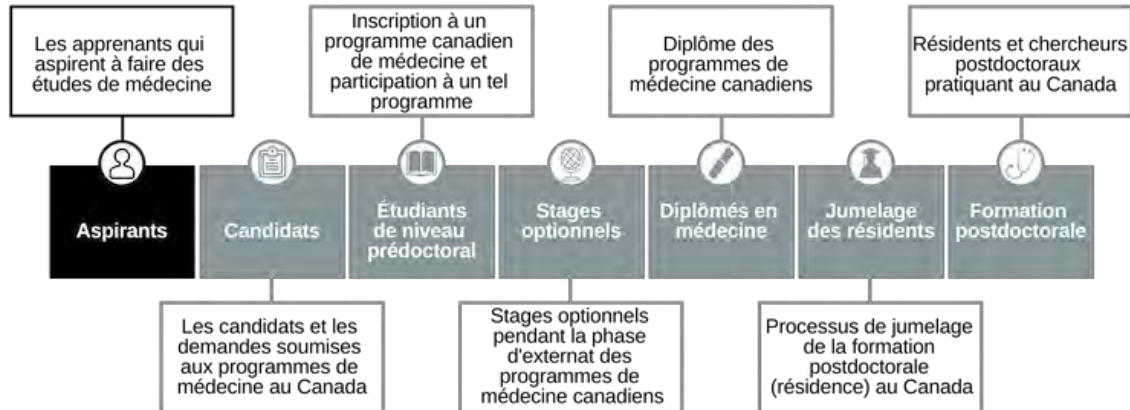 Les apprenants qui
aspirent à faire des
études de médecine
Inscription à un
programme canadien
de médecine et
participation à un tel
programme
Diplôme des
programmes de
médecine canadiens
Résidents et chercheurs
postdoctoraux
pratiquant au Canada
Aspirants
Candidats
Étudiants
de niveau
prédoctoral
Stages
optionnels
Diplômés en
médecine
Jumelage
des résidents
Formation
postdoctorale
Les candidats et les
demandes soumises
aux programmes de
médecine au Canada
Stages optionnels
pendant la phase
d'externat des
programmes de
médecine canadiens
Processus de jumelage
de la formation
postdoctorale
(résidence) au Canada